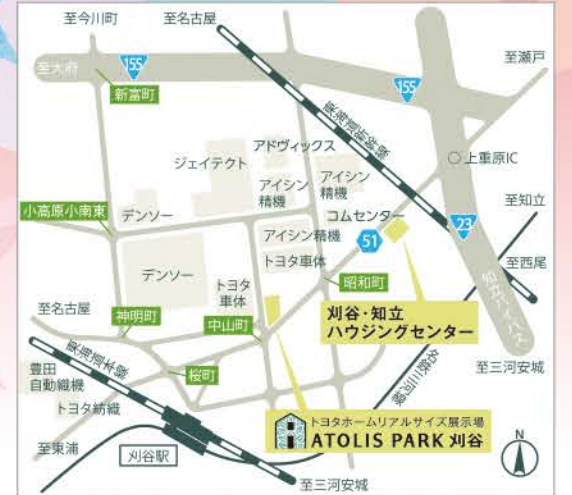 至今川町
至名古屋
至瀬戸
至大府
155
新富町
155
東海道新幹線
アドヴィックス
ジェイテクト
上重原IC
アイシン
精機
アイシン
精機
至知立
小高原小南東
デンソー
コムセンター
アイシン精機
51
23
トヨタ車体
至西尾
デンソー
昭和町
知立バイパス
トヨタ
車体
刈谷・知立
ハウジングセンター
至名古屋
神明町
中山町
東海道本線
名鉄三河線
豊田
自動織機
桜町
至三河安城
トヨタ紡織
トヨタホームリアルサイズ展示場
ATOLIS PARK 刈谷
N
至東浦
刈谷駅
至三河安城